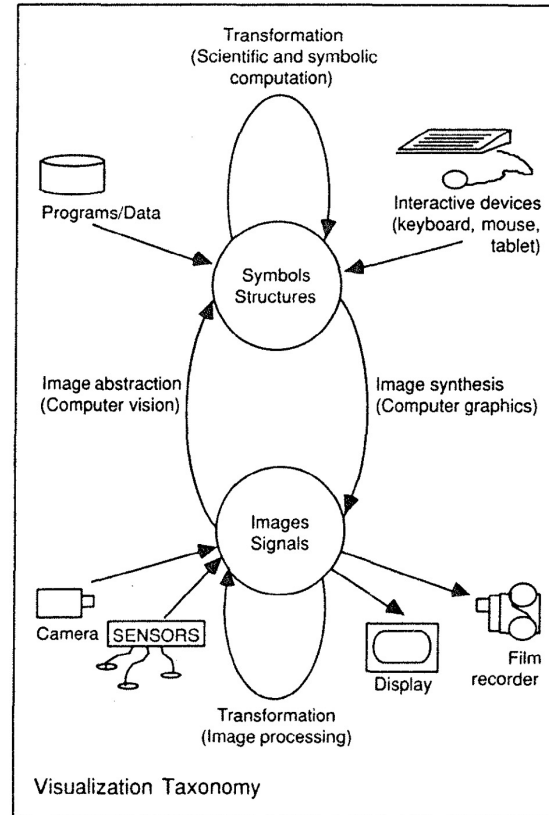 Transformation
(Scientific and symbolic
computation)
Programs/Data
Interactive devices
(keyboard, mouse,
tablet)
Symbols
Structures
Image abstraction
(Computer vision)
Image synthesis
(Computer graphics)
Images
Signals
Camera
SENSORS
Display
Film
recorder
Transformation
(Image processing)
Visualization Taxonomy